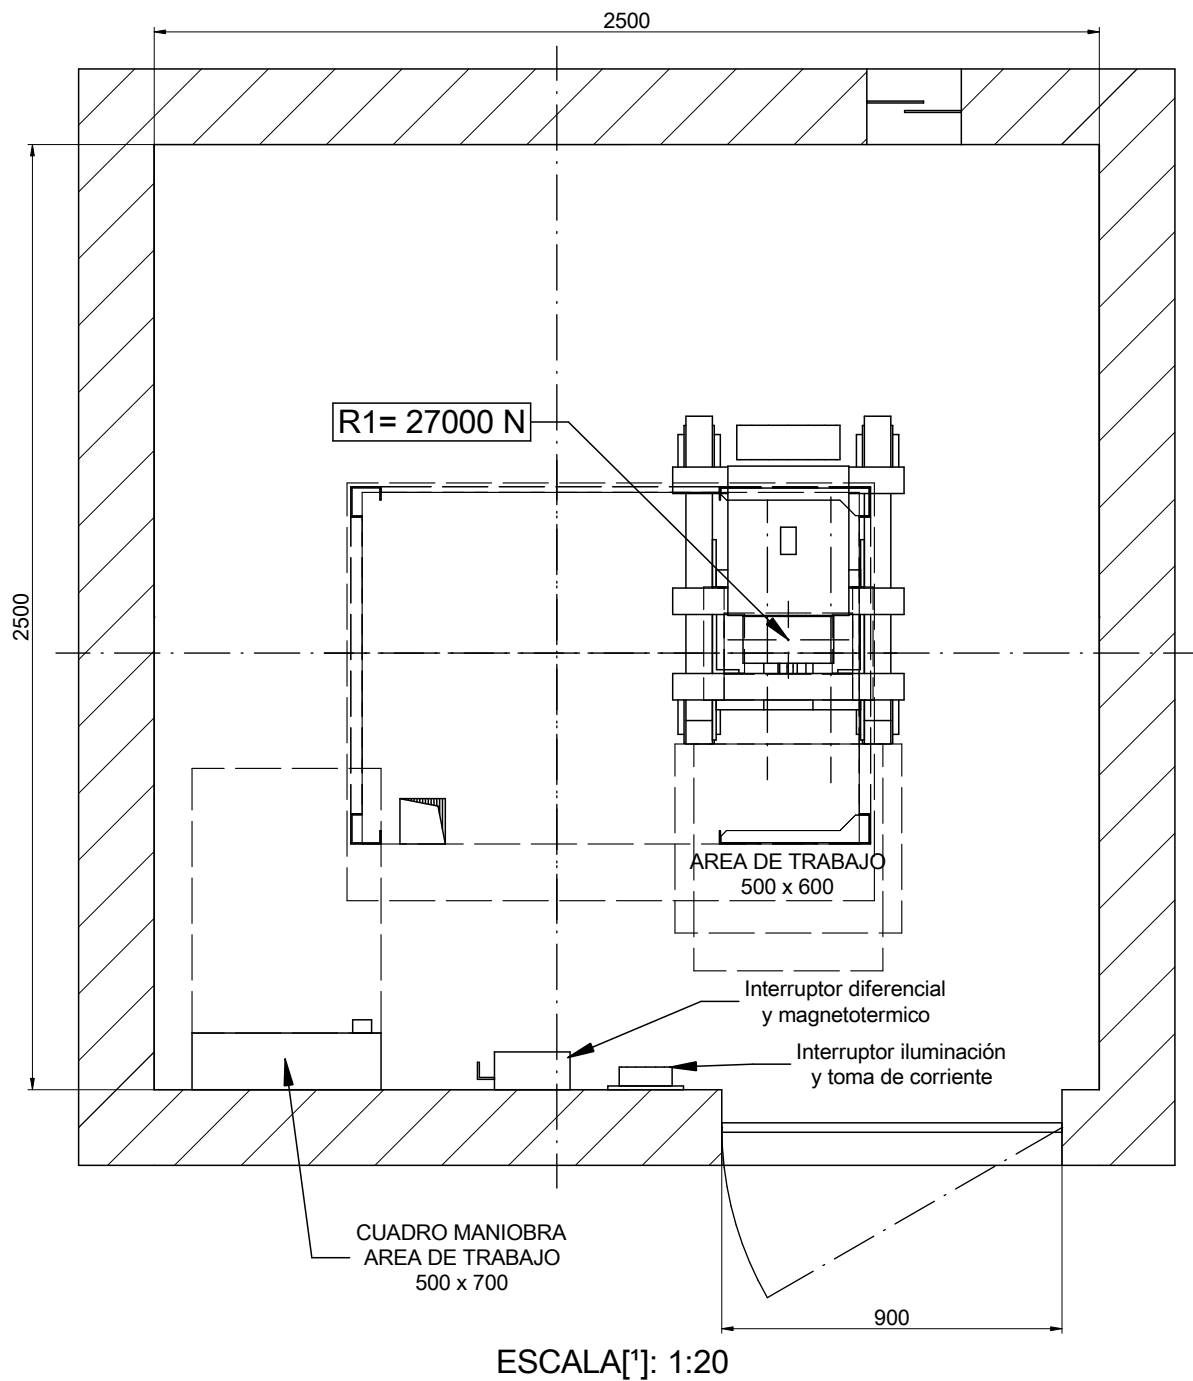 2500
2500
R1= 27000 N
AREA DE TRABAJO
500 x 600
Interruptor diferencial
y magnetotermico
Interruptor iluminación
y toma de corriente
CUADRO MANIOBRA
AREA DE TRABAJO
500 x 700
900
ESCALA[¹]: 1:20